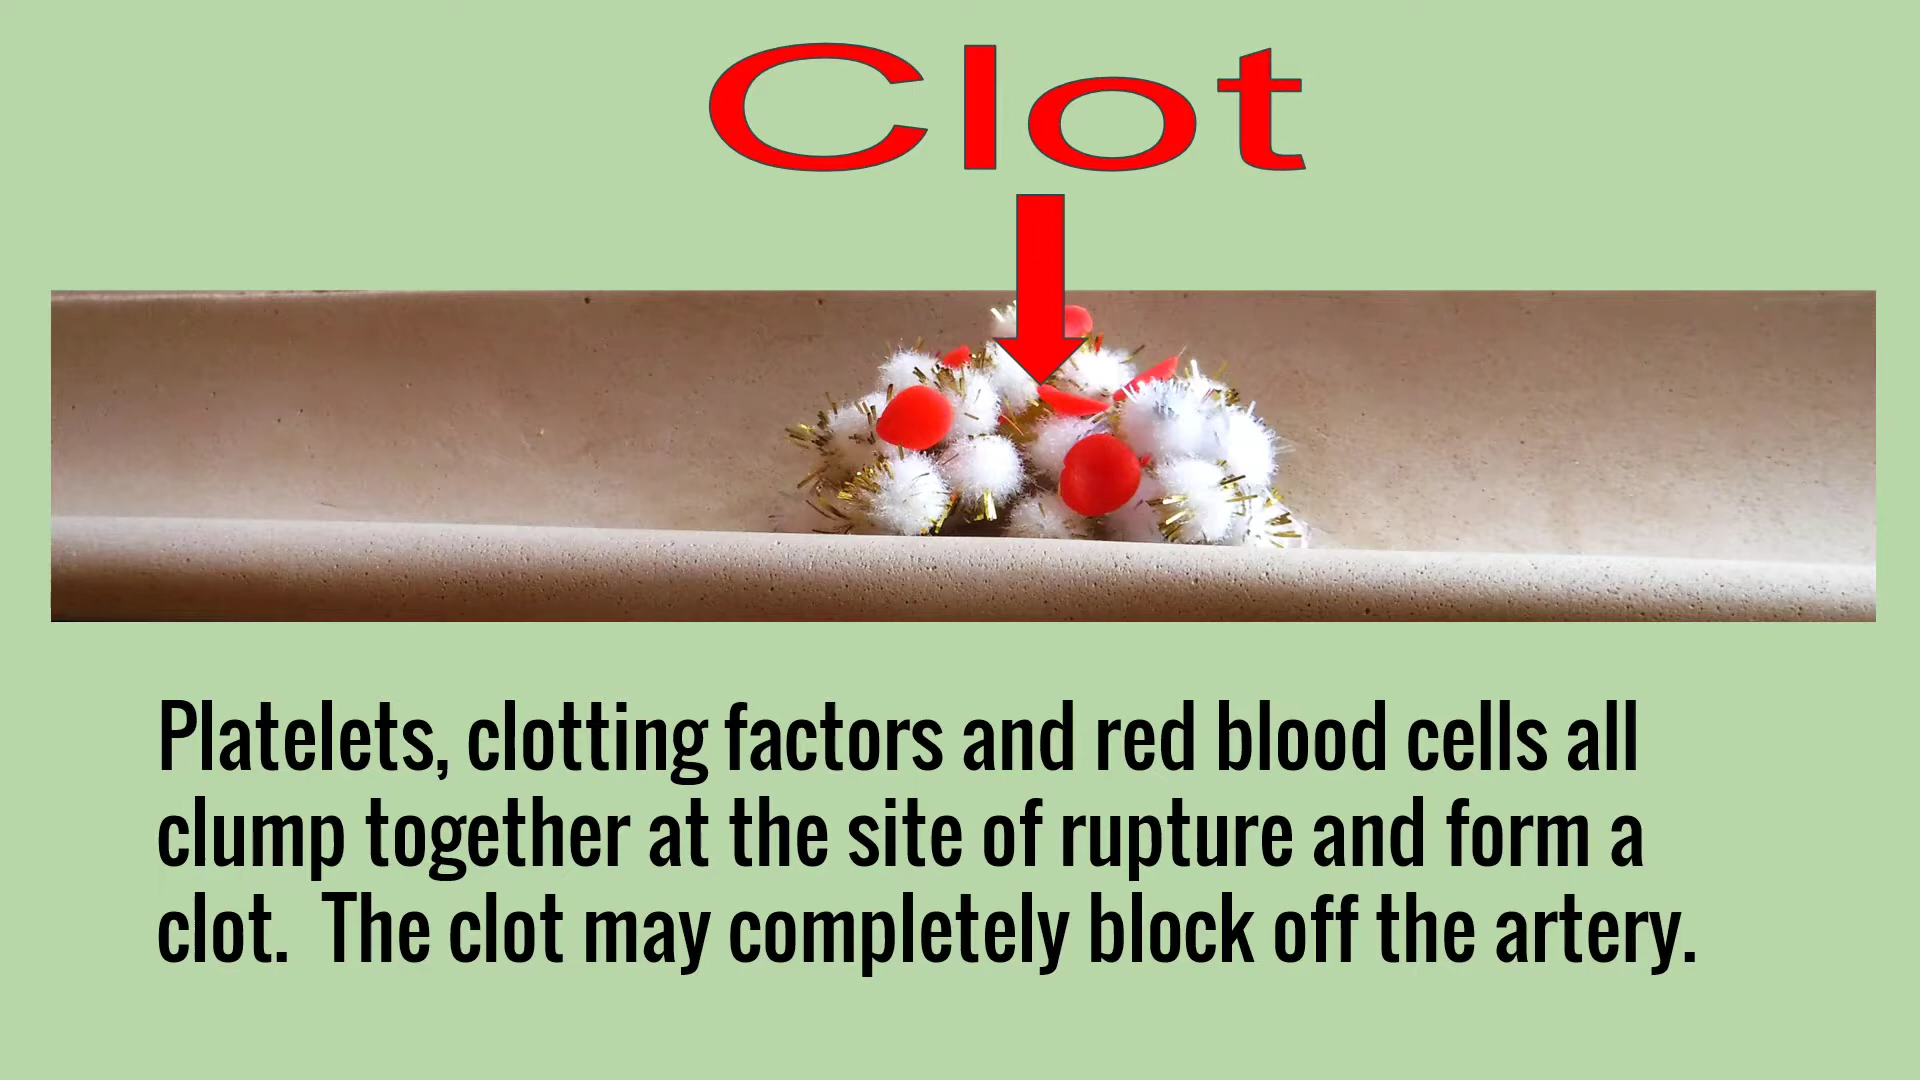 Clot
Platelets, clotting factors and red blood cells all
clump together at the site of rupture and form a
clot.  The clot may completely block off the artery.